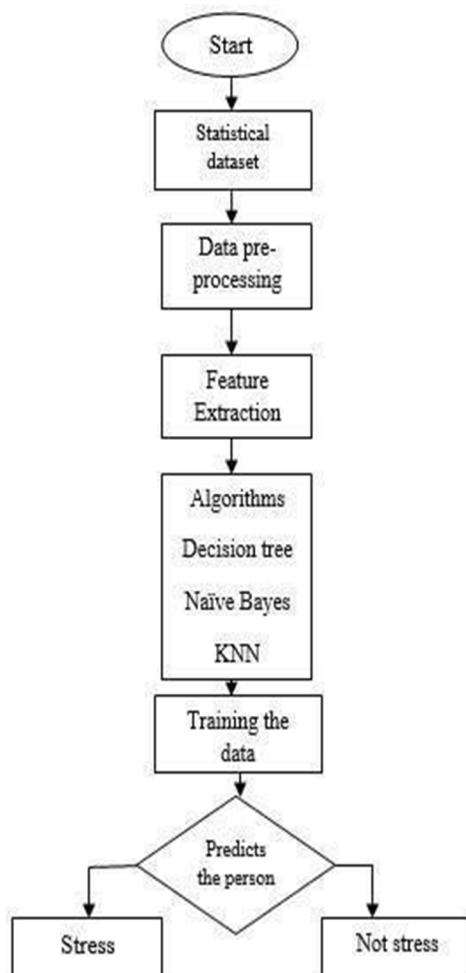 Start
Statistical
dataset
Data pre-
processing
Feature
Extraction
Algorithms
Decision tree
Naïve Bayes
KNN
Training the
data
Predicts
the person
Stress
Not stress